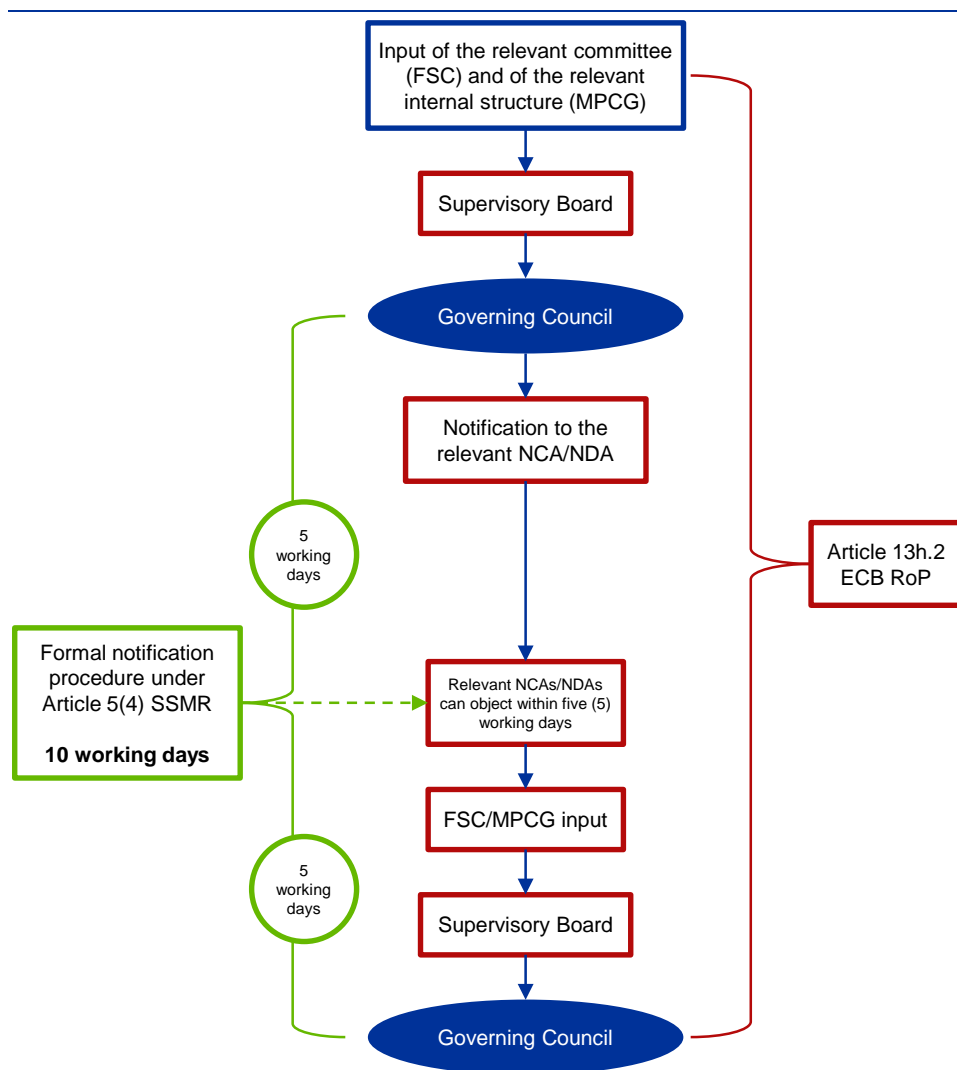 Input of the relevant committee
(FSC) and of the relevant
internal structure (MPCG)
Supervisory Board
Governing Council
Notification to the
relevant NCA/NDA
5
working
days
Article 13h.2
ECB RoP
Formal notification
procedure under
Article 5(4) SSMR
10 working days
Relevant NCAs/NDAs
can object within five (5)
working days
FSC/MPCG input
5
working
days
Supervisory Board
Governing Council